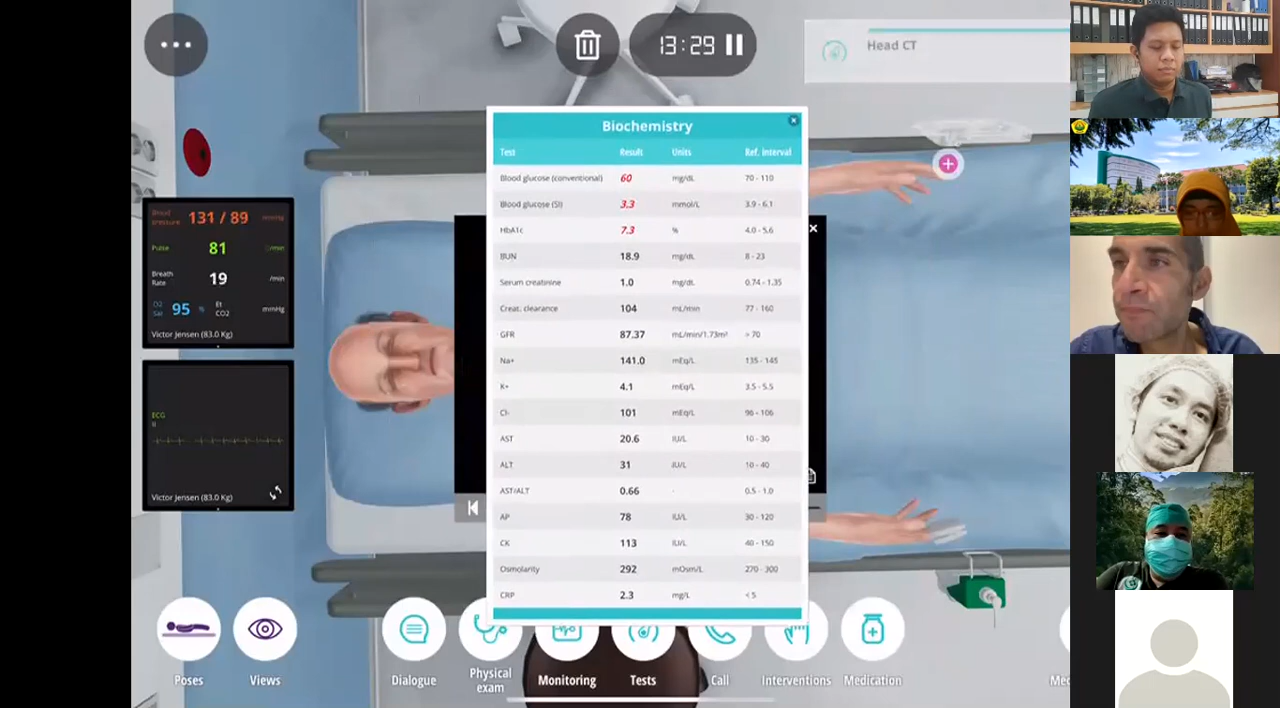 13:29
Head CT
Biochemistry
Test Result Units Ref. interval
Blood glucose (conventional) 60 mg/dL 70 - 110
Blood glucose (SI) 3.3 mmol/L 3.9 - 6.1
HbA1c 7.3 % 4.0 - 5.6
BUN 18.9 mg/dL 8 - 23
Serum creatinine 1.0 mg/dL 0.74 - 1.35
Creat. clearance 104 mL/min 77 - 160
GFR 87.37 mL/min/1.73m² > 70
Na+ 141.0 mEq/L 135 - 145
K+ 4.1 mEq/L 3.5 - 5.5
Cl- 101 mEq/L 96 - 106
AST 20.6 IU/L 10 - 30
ALT 31 IU/L 10 - 40
AST/ALT 0.66 - 0.5 - 1.0
AP 78 IU/L 30 - 120
CK 113 IU/L 40 - 150
Osmolarity 292 mOsm/L 270 - 300
CRP 2.3 mg/L < 5
Blood pressure 131 / 89 mmHg
Pulse 81 /min
Breath Rate 19 /min
O2 Sat 95 % Et CO2 mmHg
Victor Jensen (83.0 Kg)
ECG
II
Victor Jensen (83.0 Kg)
Poses
Views
Dialogue
Physical exam
Monitoring
Tests
Call
Interventions
Medication